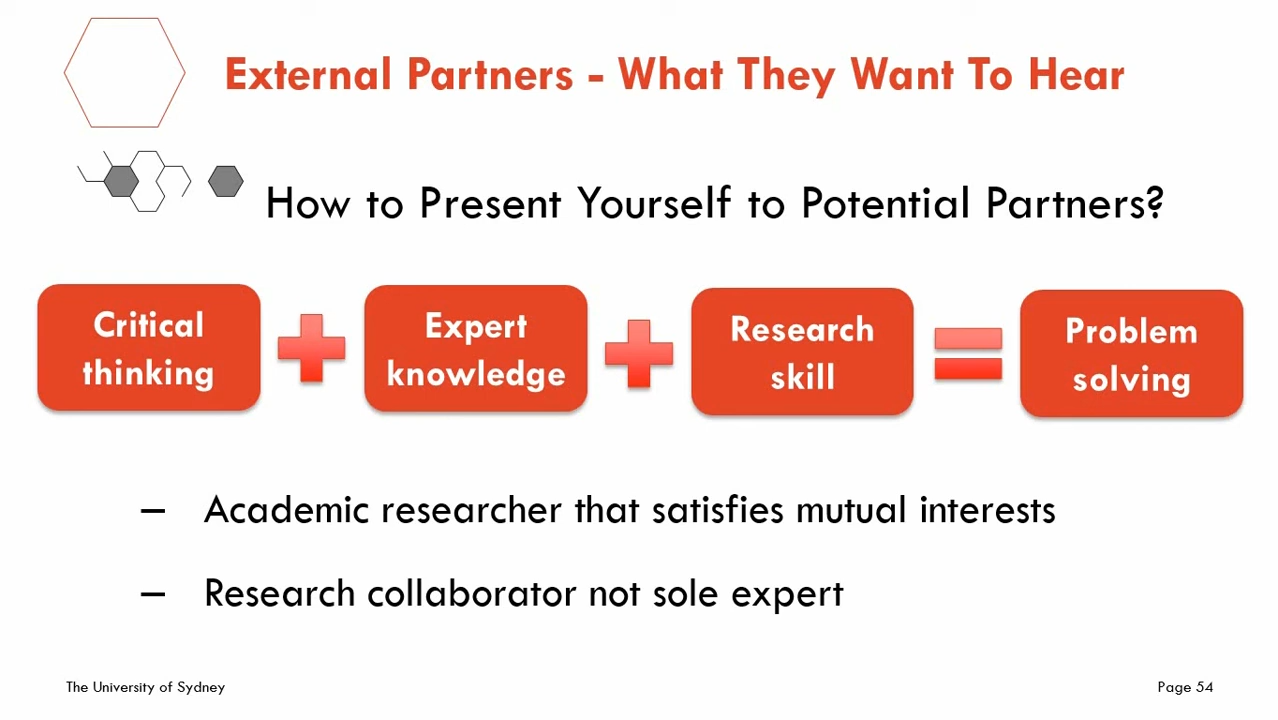 External Partners - What They Want To Hear
How to Present Yourself to Potential Partners?
Critical
thinking
Expert
knowledge
Research
skill
Problem
solving
– Academic researcher that satisfies mutual interests
– Research collaborator not sole expert
The University of Sydney
Page 54